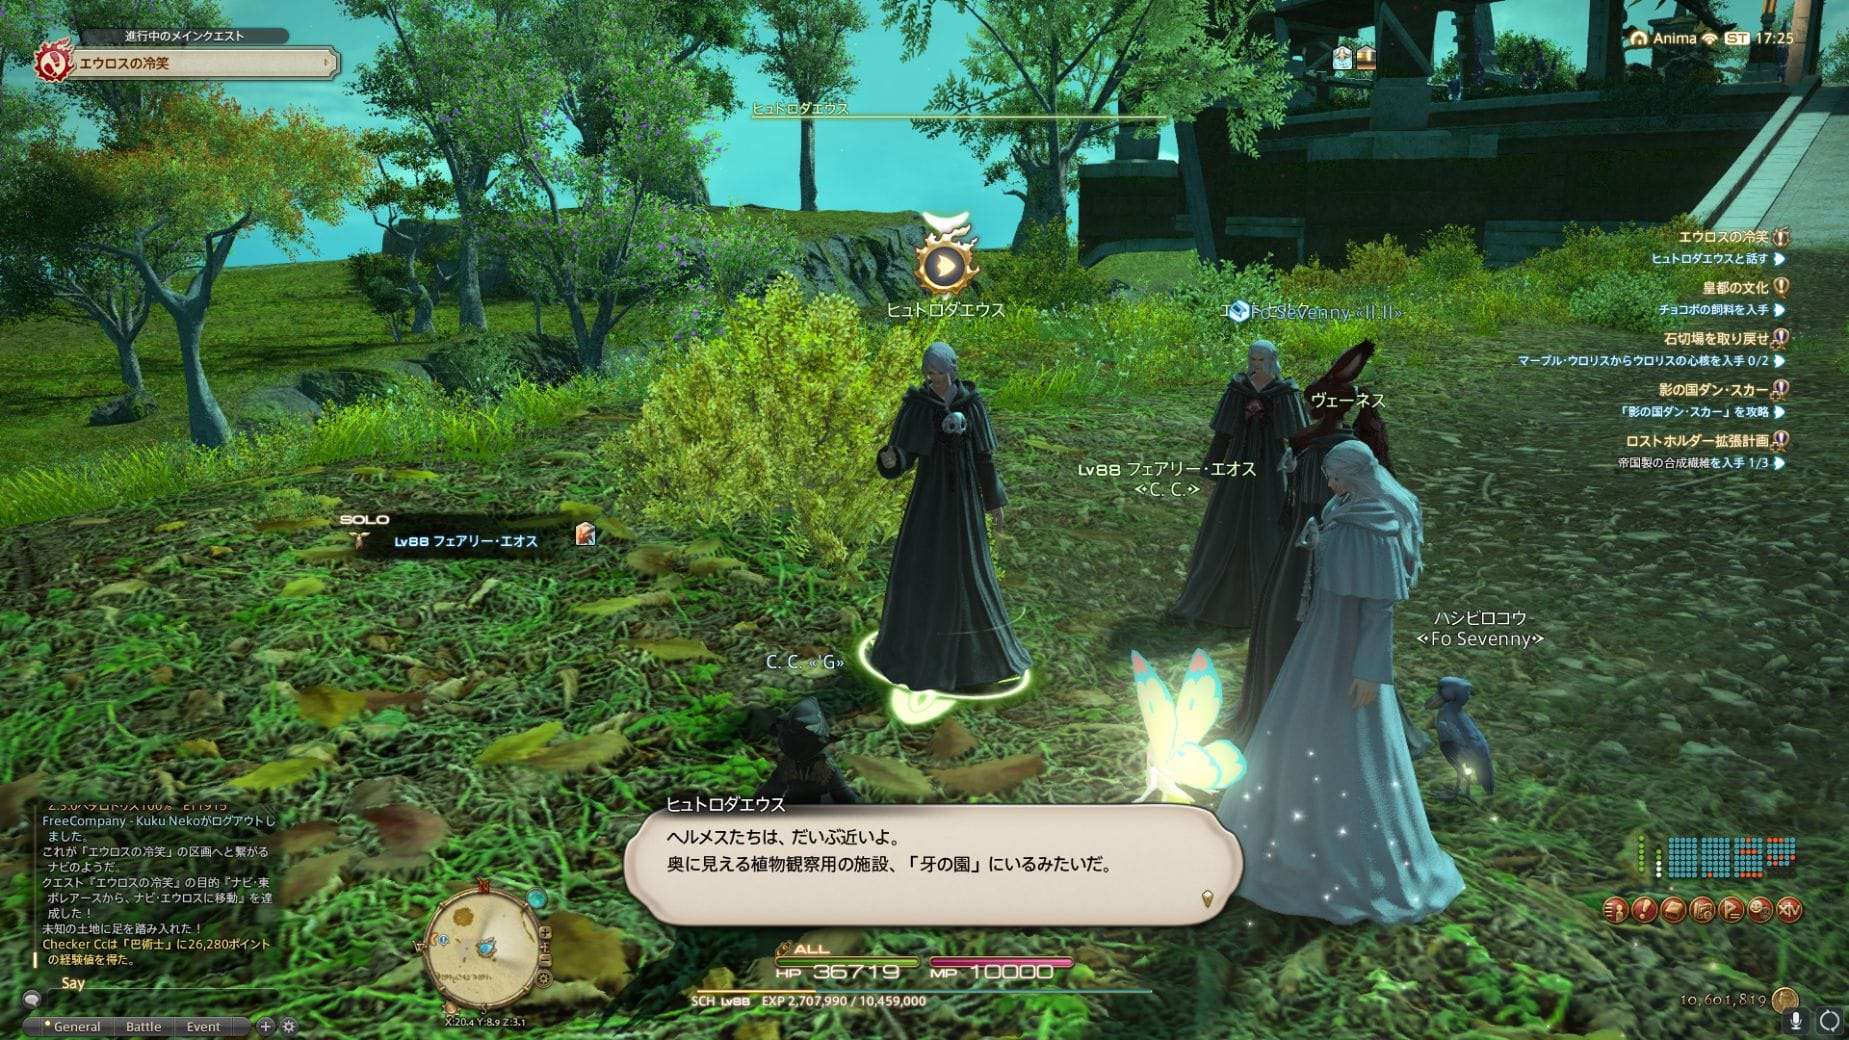 進行中のメインクエスト
エウロスの冷笑
Anima ST 17:25
ヒュトロダエウス
エウロスの冷笑
ヒュトロダエウスと話す
皇都の文化
チョコボの飼料を入手
石切場を取り戻せ
マーブル・ウロリスからウロリスの心核を入手 0/2
影の国ダン・スカー
「影の国ダン・スカー」を攻略
ロストホルダー拡張計画
帝国製の合成繊維を入手 1/3
ヒュトロダエウス
Fo Sevenny «II:II»
ヴェーネス
Lv88 フェアリー・エオス
«C. C.»
SOLO
Lv88 フェアリー・エオス
ハシビロコウ
«Fo Sevenny»
C. C. «'G»
ヒュトロダエウス
ヘルメスたちは、だいぶ近いよ。
奥に見える植物観察用の施設、「牙の園」にいるみたいだ。
FreeCompany - Kuku Nekoがログアウトし
ました。
これが「エウロスの冷笑」の区画へと繋がる
ナビのようだ。
クエスト『エウロスの冷笑』の目的『ナビ・東
ボレアースから、ナビ・エウロスに移動』を達
成した！
未知の土地に足を踏み入れた！
Checker Ccは「巴術士」に26,280ポイント
の経験値を得た。
Say
General Battle Event
X:20.4 Y:8.9 Z:3.1
ALL
HP 36719 MP 10000
SCH Lv88 EXP 2,707,990 / 10,459,000
XIV
10,601,819